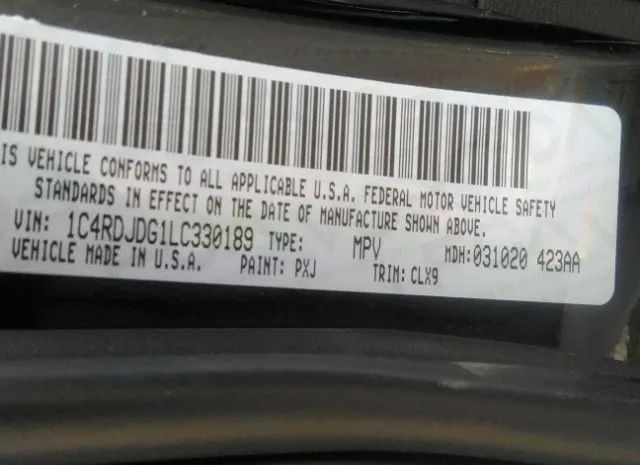 IS VEHICLE CONFORMS TO ALL APPLICABLE U.S.A. FEDERAL MOTOR VEHICLE SAFETY
STANDARDS IN EFFECT ON THE DATE OF MANUFACTURE SHOWN ABOVE.
VIN: 1C4RDJDG1LC330189 TYPE: MPV MDH:031020 423AA
VEHICLE MADE IN U.S.A. PAINT: PXJ TRIM: CLX9